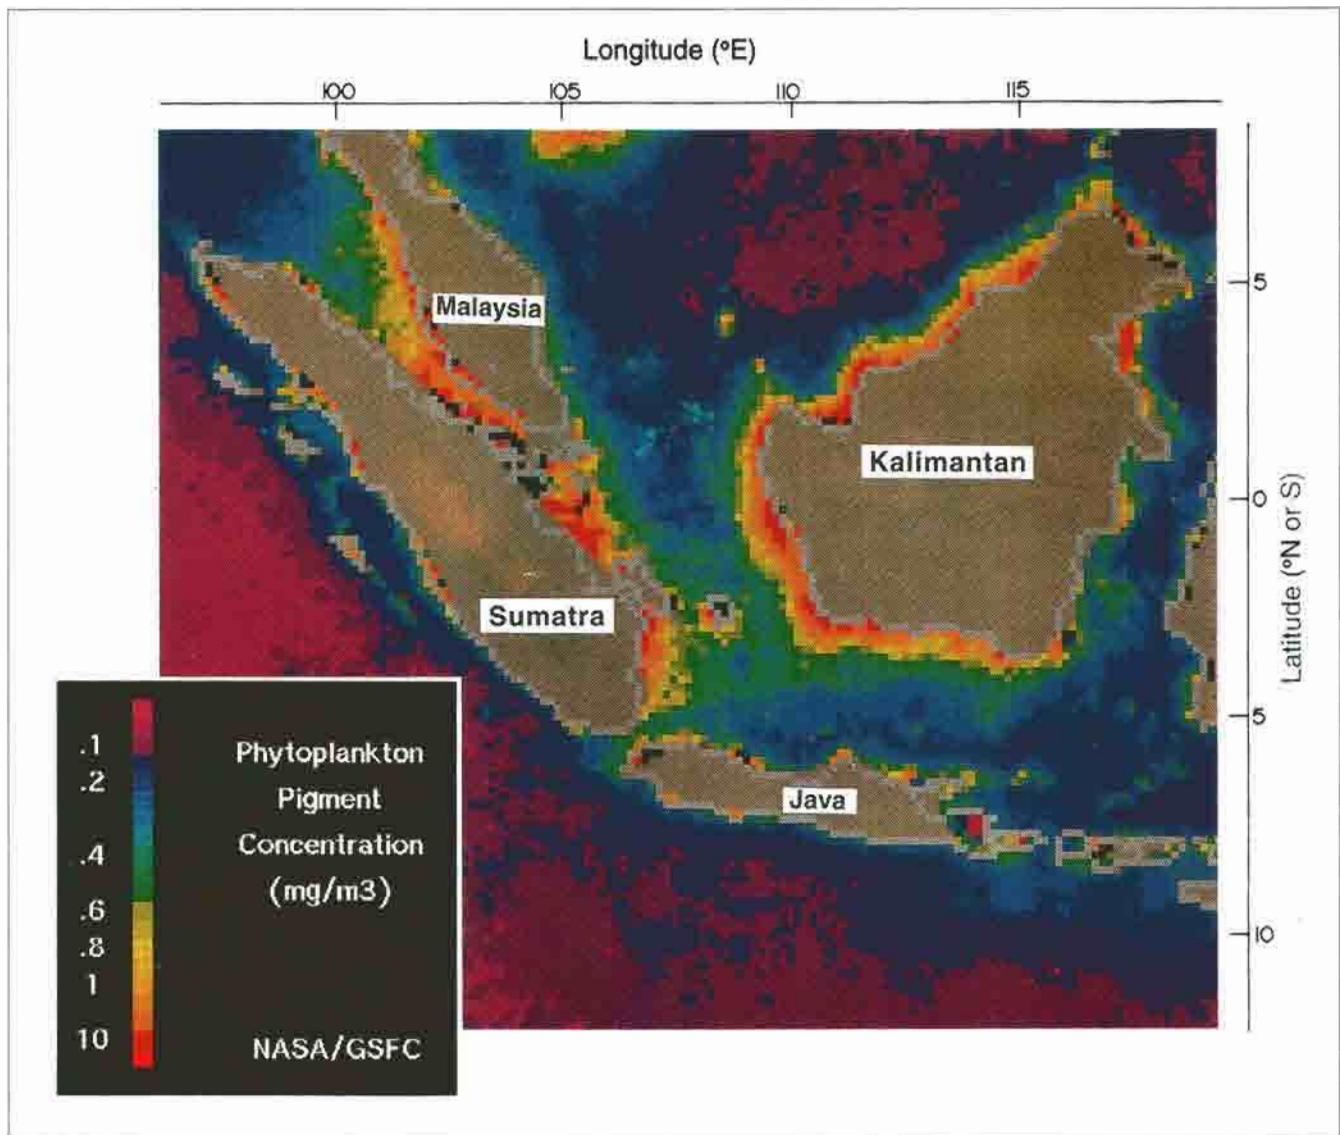 Longitude (°E)
100 105 110 115
Malaysia
Kalimantan
Sumatra
Java
5
0
5
10
Latitude (°N or S)
.1
.2
.4
.6
.8
1
10
Phytoplankton
Pigment
Concentration
(mg/m3)
NASA/GSFC